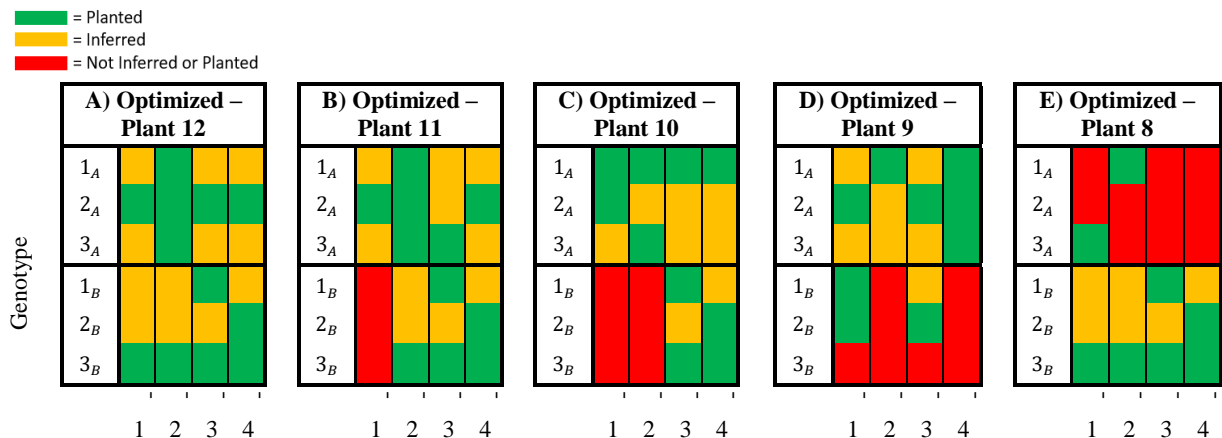 = Planted
= Inferred
= Not Inferred or Planted
A) Optimized –
Plant 12
B) Optimized –
Plant 11
C) Optimized –
Plant 10
D) Optimized –
Plant 9
E) Optimized –
Plant 8
Genotype
1A 1A 1A 1A 1A
2A 2A 2A 2A 2A
3A 3A 3A 3A 3A
1B 1B 1B 1B 1B
2B 2B 2B 2B 2B
3B 3B 3B 3B 3B
1 2 3 4 1 2 3 4 1 2 3 4 1 2 3 4 1 2 3 4